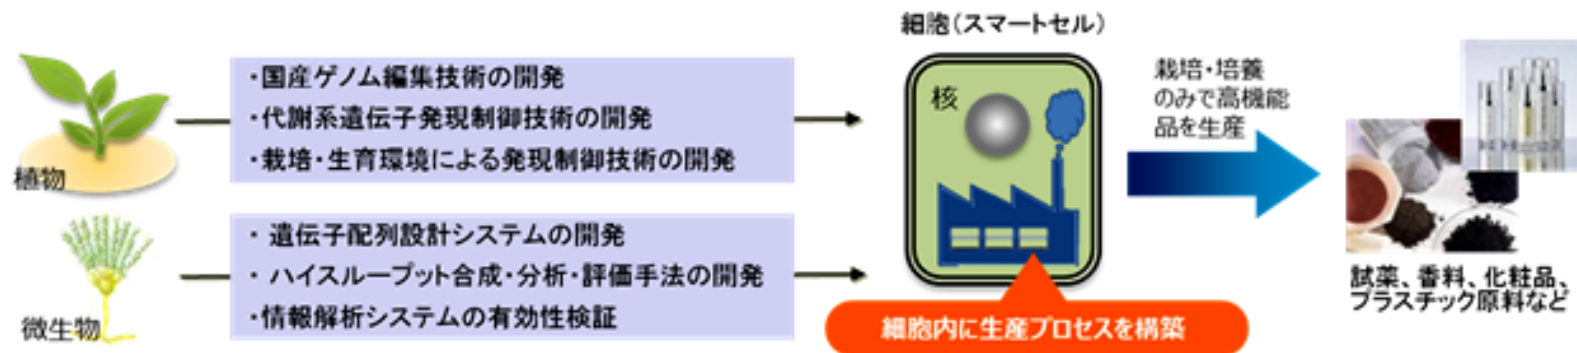 細胞(スマートセル)
植物
・国産ゲノム編集技術の開発
・代謝系遺伝子発現制御技術の開発
・栽培・生育環境による発現制御技術の開発
微生物
・ 遺伝子配列設計システムの開発
・ ハイスループット合成・分析・評価手法の開発
・情報解析システムの有効性検証
核
細胞内に生産プロセスを構築
栽培・培養
のみで高機能
品を生産
試薬、香料、化粧品、
プラスチック原料など